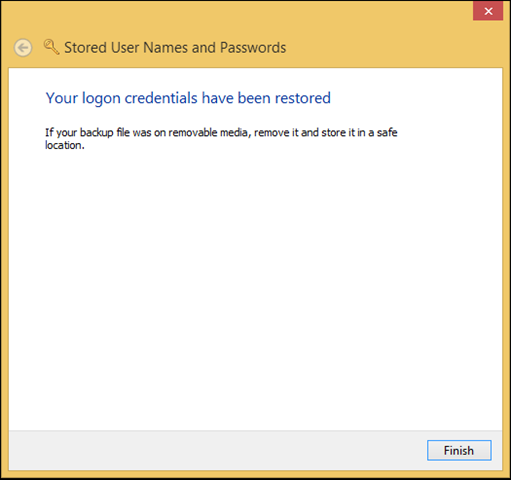 Stored User Names and Passwords
Your logon credentials have been restored
If your backup file was on removable media, remove it and store it in a safe
location.
Finish